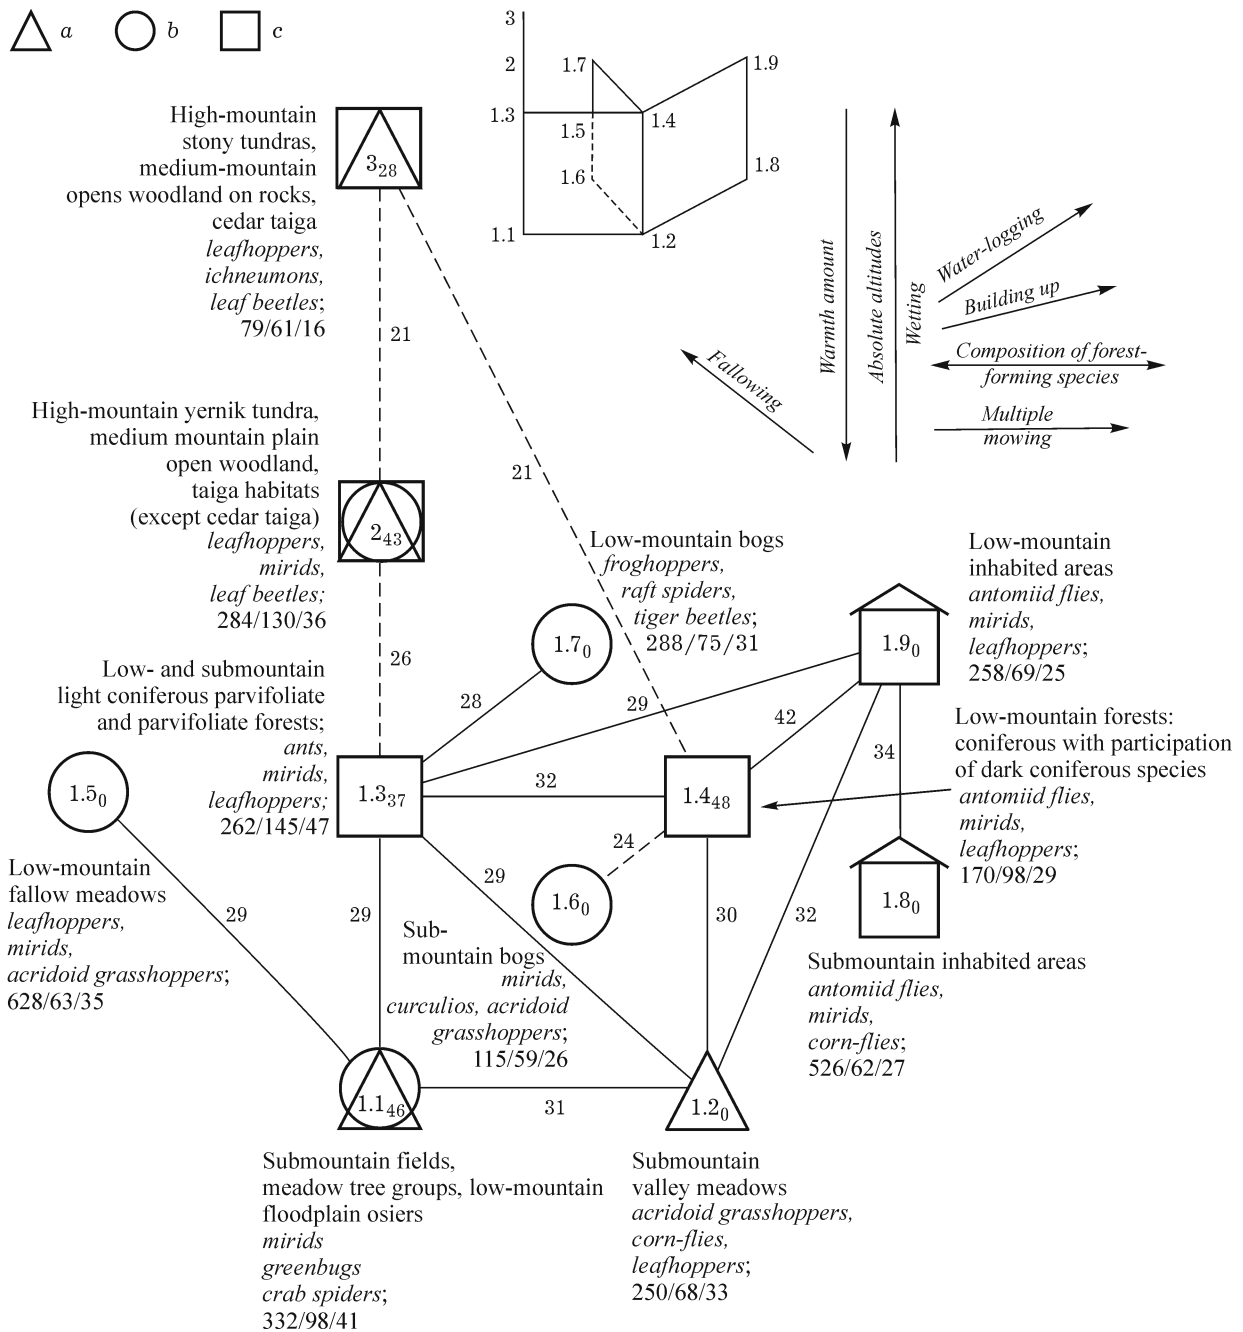 a b c
3
2
1.3
1.1
1.7
1.5
1.6
1.4
1.2
1.9
1.8
Warmth amount
Absolute altitudes
Wetting
Water-logging
Building up
Composition of forest-
forming species
Multiple
mowing
Fallowing
High-mountain
stony tundras,
medium-mountain
opens woodland on rocks,
cedar taiga
leafhoppers,
ichneumons,
leaf beetles;
79/61/16
3₂₈
21
21
High-mountain yernik tundra,
medium mountain plain
open woodland,
taiga habitats
(except cedar taiga)
leafhoppers,
mirids,
leaf beetles;
284/130/36
2₄₃
26
Low-mountain bogs
froghoppers,
raft spiders,
tiger beetles;
288/75/31
1.7₀
28
Low-mountain
inhabited areas
antomiid flies,
mirids,
leafhoppers;
258/69/25
1.9₀
29
42
34
Low- and submountain
light coniferous parvifoliate
and parvifoliate forests;
ants,
mirids,
leafhoppers;
262/145/47
1.3₃₇
32
1.4₄₈
Low-mountain forests:
coniferous with participation
of dark coniferous species
antomiid flies,
mirids,
leafhoppers;
170/98/29
1.5₀
Low-mountain
fallow meadows
leafhoppers,
mirids,
acridoid grasshoppers;
628/63/35
29
29
29
24
1.6₀
Sub-
mountain bogs
mirids,
curculios, acridoid
grasshoppers;
115/59/26
30
32
1.8₀
Submountain inhabited areas
antomiid flies,
mirids,
corn-flies;
526/62/27
1.1₄₆
31
1.2₀
Submountain fields,
meadow tree groups, low-mountain
floodplain osiers
mirids
greenbugs
crab spiders;
332/98/41
Submountain
valley meadows
acridoid grasshoppers,
corn-flies,
leafhoppers;
250/68/33